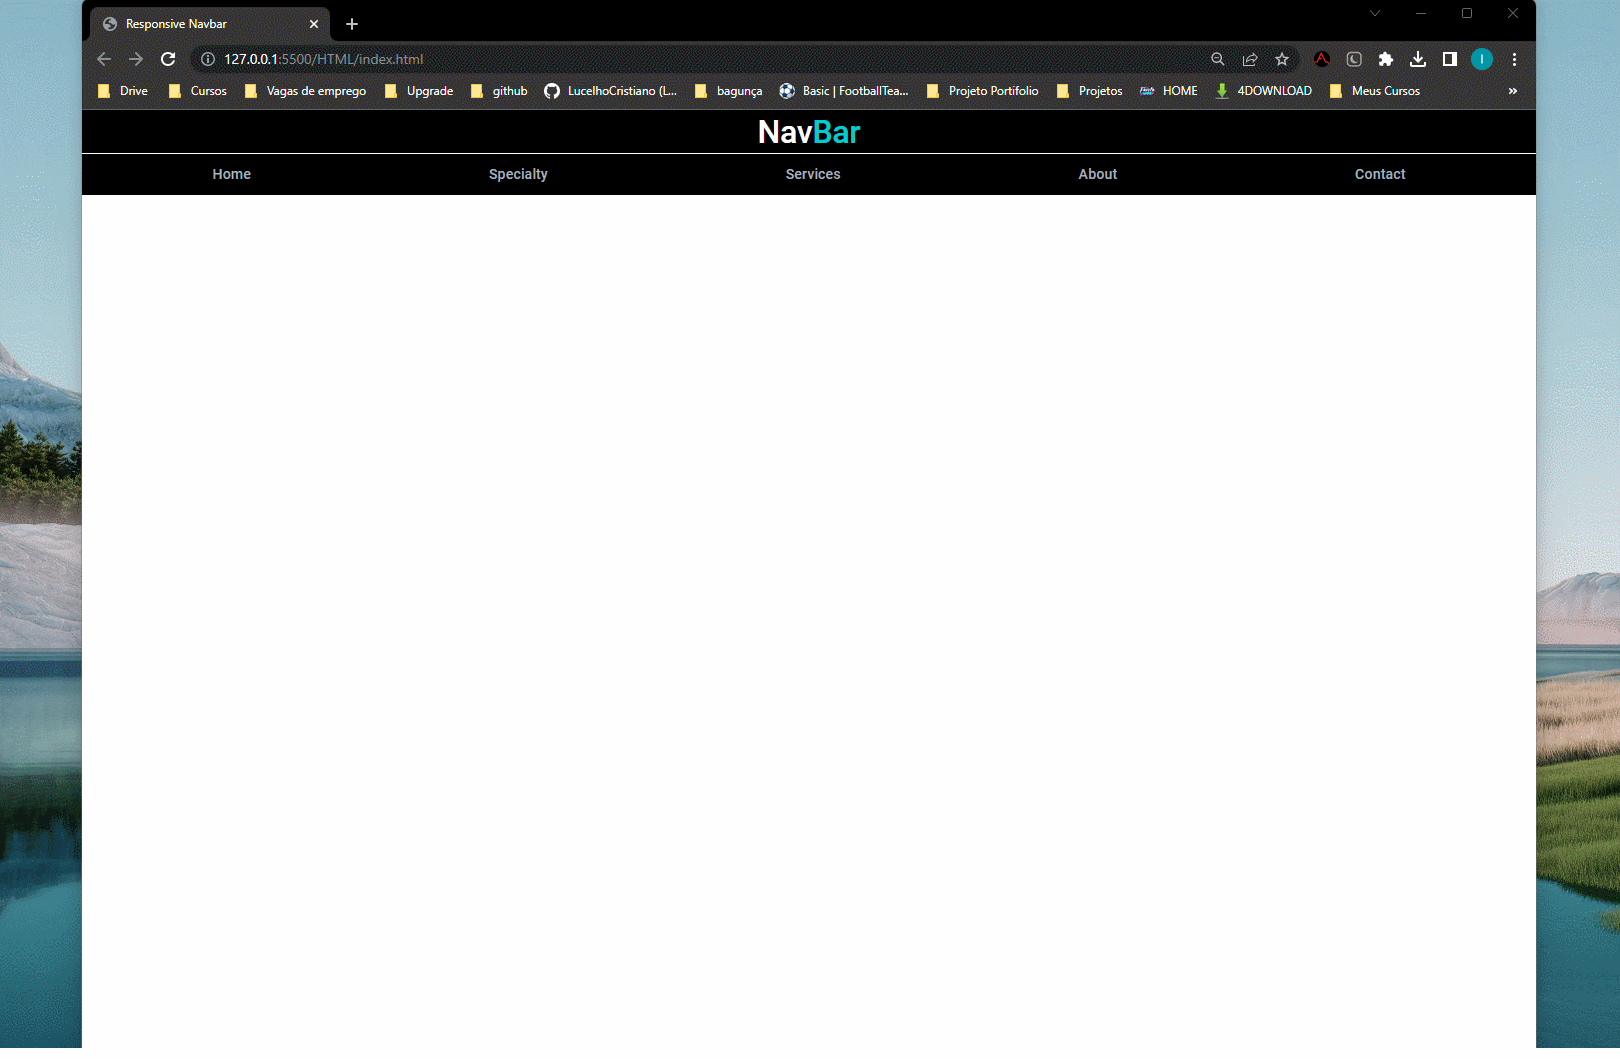 Responsive Navbar
127.0.0.1:5500/HTML/index.html
I
Drive Cursos Vagas de emprego Upgrade github LucelhoCristiano (L... bagunça Basic | FootballTea... Projeto Portifolio Projetos HOME 4DOWNLOAD Meus Cursos »
NavBar
Home Specialty Services About Contact